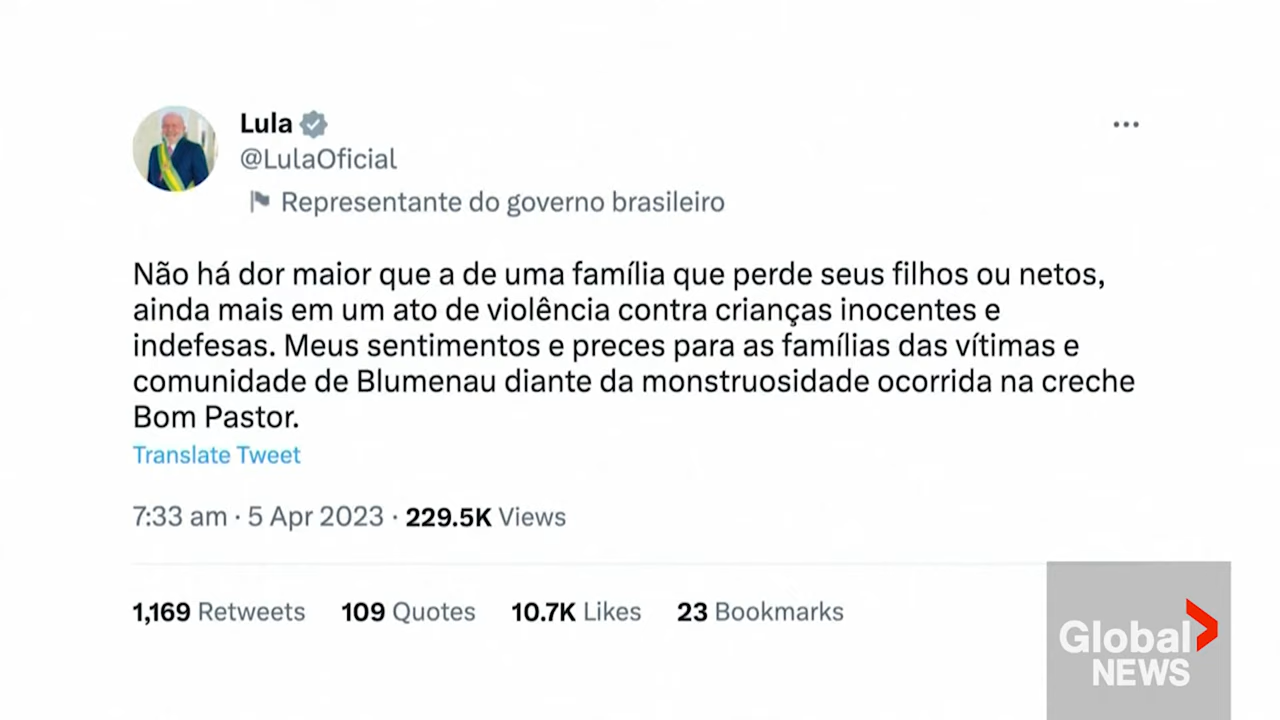 Lula
@LulaOficial
Representante do governo brasileiro
Não há dor maior que a de uma família que perde seus filhos ou netos,
ainda mais em um ato de violência contra crianças inocentes e
indefesas. Meus sentimentos e preces para as famílias das vítimas e
comunidade de Blumenau diante da monstruosidade ocorrida na creche
Bom Pastor.
Translate Tweet
7:33 am · 5 Apr 2023 · 229.5K Views
1,169 Retweets 109 Quotes 10.7K Likes 23 Bookmarks
Global
NEWS